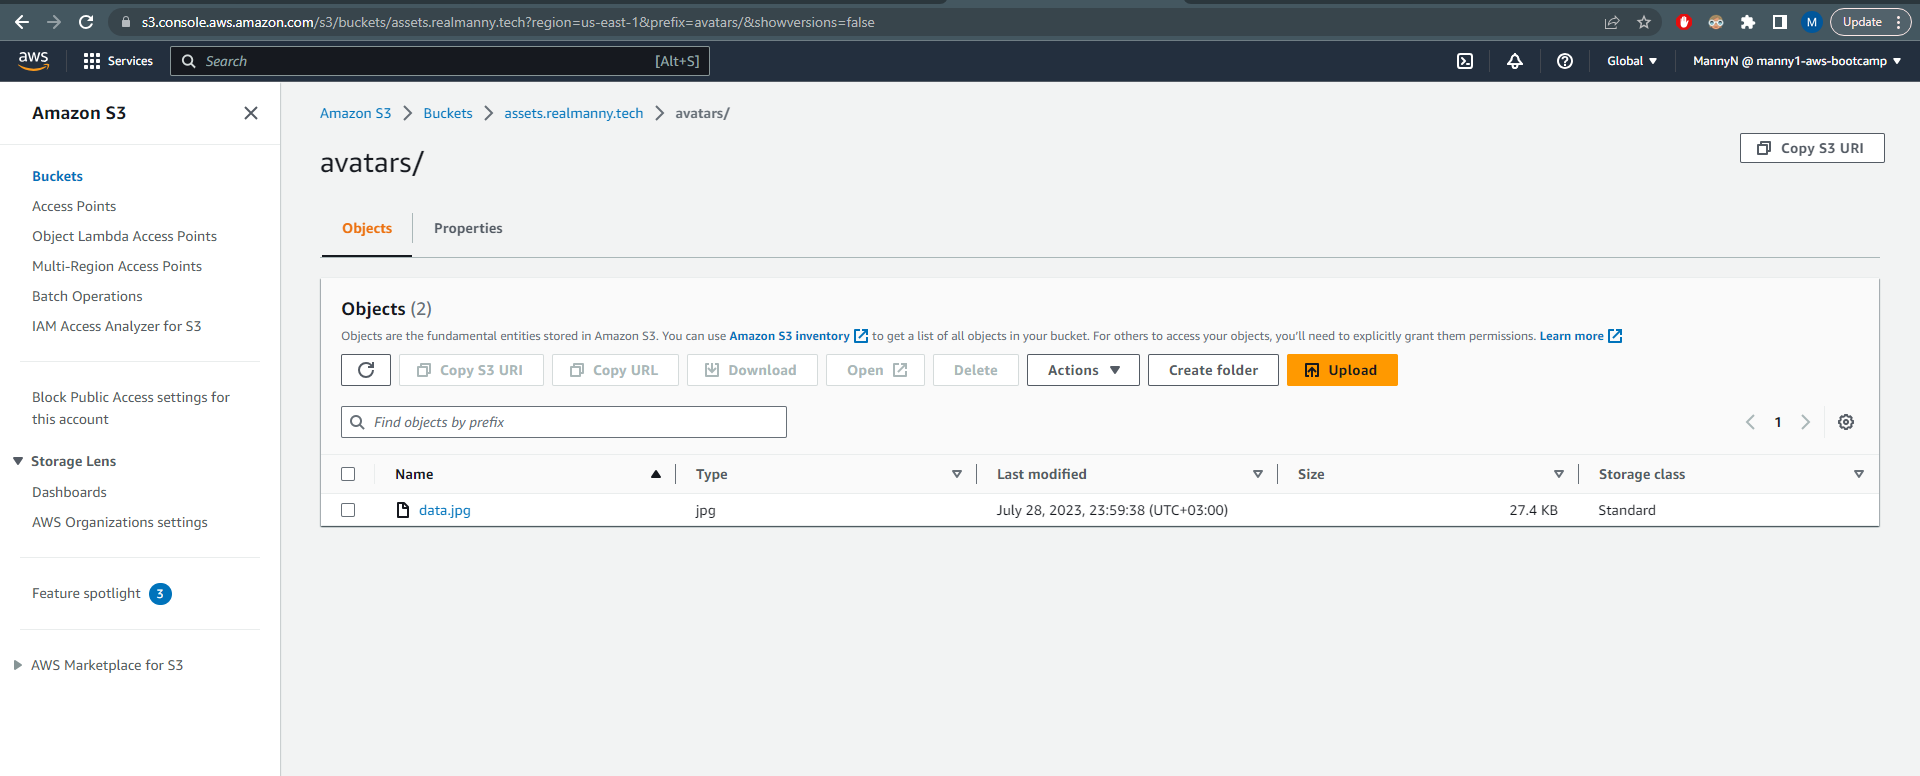 s3.console.aws.amazon.com/s3/buckets/assets.realmanny.tech?region=us-east-1&prefix=avatars/&showversions=false
M
Update
aws
Services
Search
[Alt+S]
Global
MannyN @ manny1-aws-bootcamp
Amazon S3
Buckets
Access Points
Object Lambda Access Points
Multi-Region Access Points
Batch Operations
IAM Access Analyzer for S3
Block Public Access settings for
this account
Storage Lens
Dashboards
AWS Organizations settings
Feature spotlight 3
AWS Marketplace for S3
Amazon S3 Buckets assets.realmanny.tech avatars/
avatars/
Copy S3 URI
Objects Properties
Objects (2)
Objects are the fundamental entities stored in Amazon S3. You can use Amazon S3 inventory to get a list of all objects in your bucket. For others to access your objects, you'll need to explicitly grant them permissions. Learn more
Copy S3 URI Copy URL Download Open Delete Actions Create folder Upload
Find objects by prefix
1
Name Type Last modified Size Storage class
data.jpg jpg July 28, 2023, 23:59:38 (UTC+03:00) 27.4 KB Standard